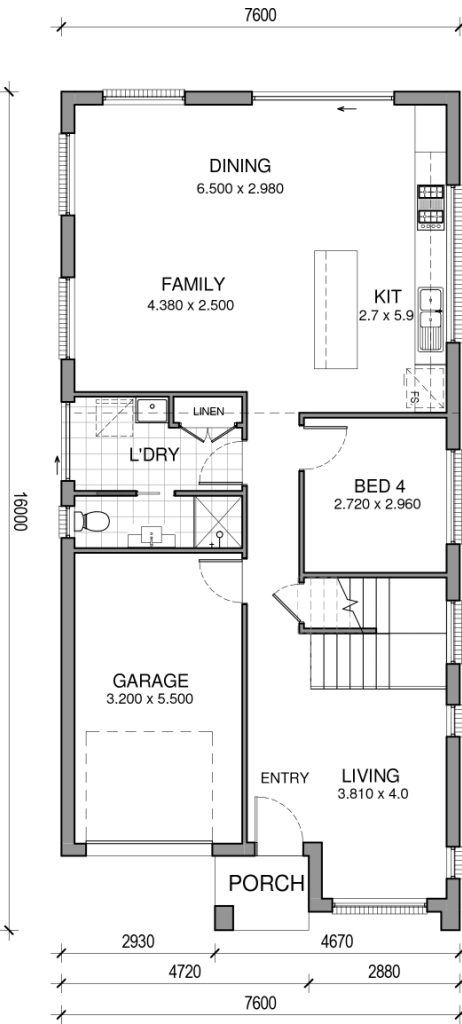 7600
DINING
6.500 x 2.980
FAMILY
4.380 x 2.500
KIT
2.7 x 5.9
FS
LINEN
L'DRY
BED 4
2.720 x 2.960
16000
GARAGE
3.200 x 5.500
ENTRY
LIVING
3.810 x 4.0
PORCH
2930
4670
4720
2880
7600